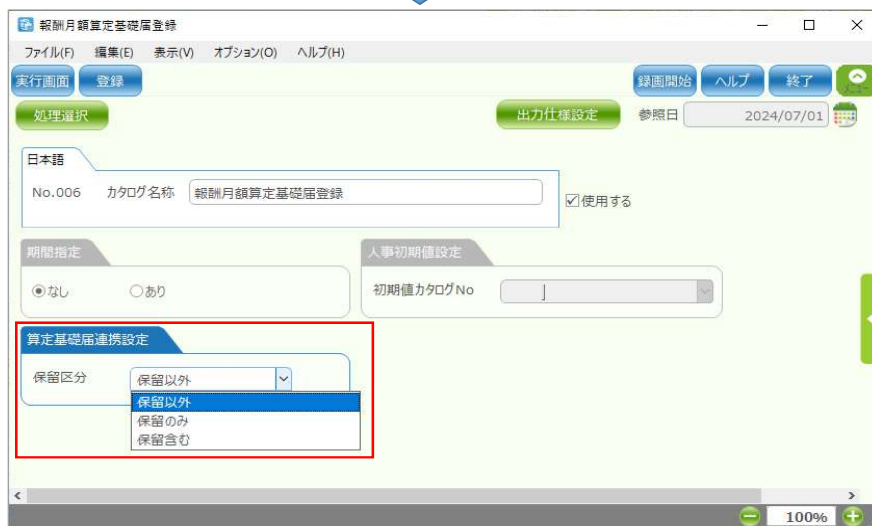 報酬月額算定基礎届登録
ファイル(F) 編集(E) 表示(V) オプション(O) ヘルプ(H)
実行画面 登録 録画開始 ヘルプ 終了
処理選択 出力仕様設定 参照日 2024/07/01
日本語
No.006 カタログ名称 報酬月額算定基礎届登録 使用する
期間指定 人事初期値設定
なし あり 初期値カタログNo
算定基礎届連携設定
保留区分 保留以外
保留以外
保留のみ
保留含む
100%